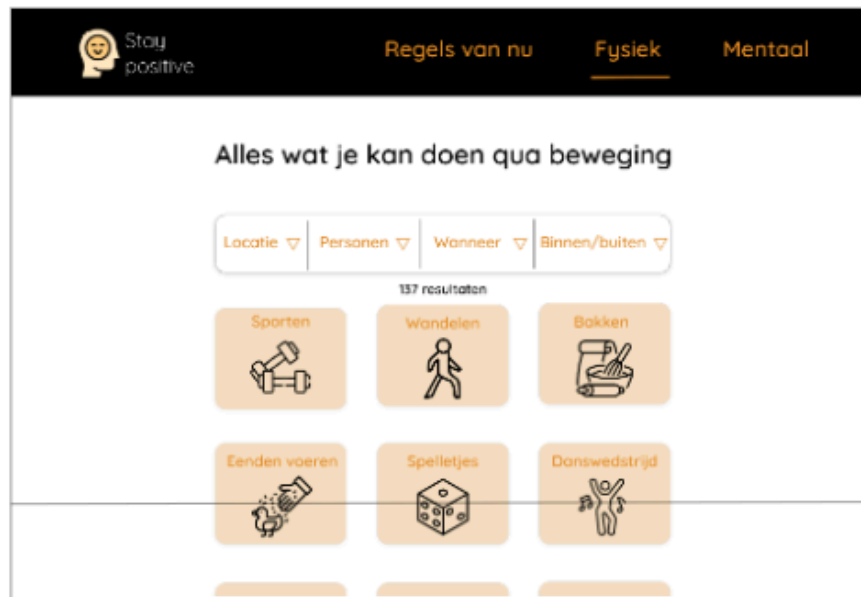 Stay
positive
Regels van nu
Fysiek
Mentaal
Alles wat je kan doen qua beweging
Locatie
Personen
Wanneer
Binnen/buiten
137 resultaten
Sporten
Wandelen
Bakken
Eenden voeren
Spelletjes
Danswedstrijd